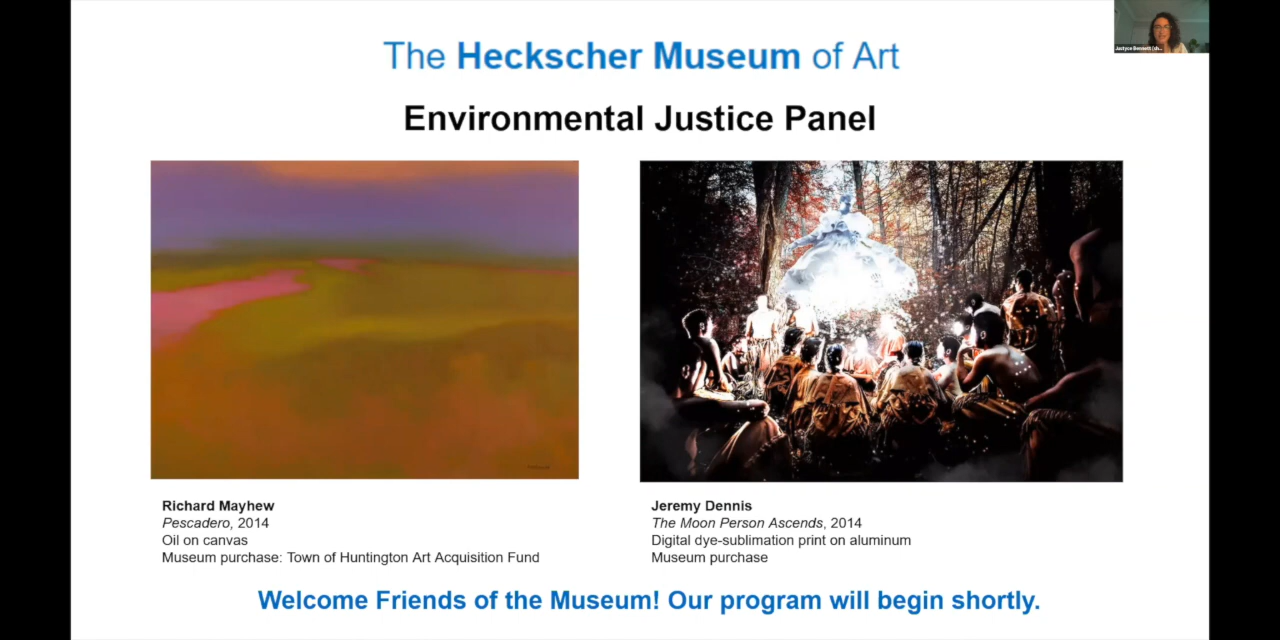 Justyce Bennett
The Heckscher Museum of Art
Environmental Justice Panel
Richard Mayhew
Pescadero, 2014
Oil on canvas
Museum purchase: Town of Huntington Art Acquisition Fund
Jeremy Dennis
The Moon Person Ascends, 2014
Digital dye-sublimation print on aluminum
Museum purchase
Welcome Friends of the Museum! Our program will begin shortly.